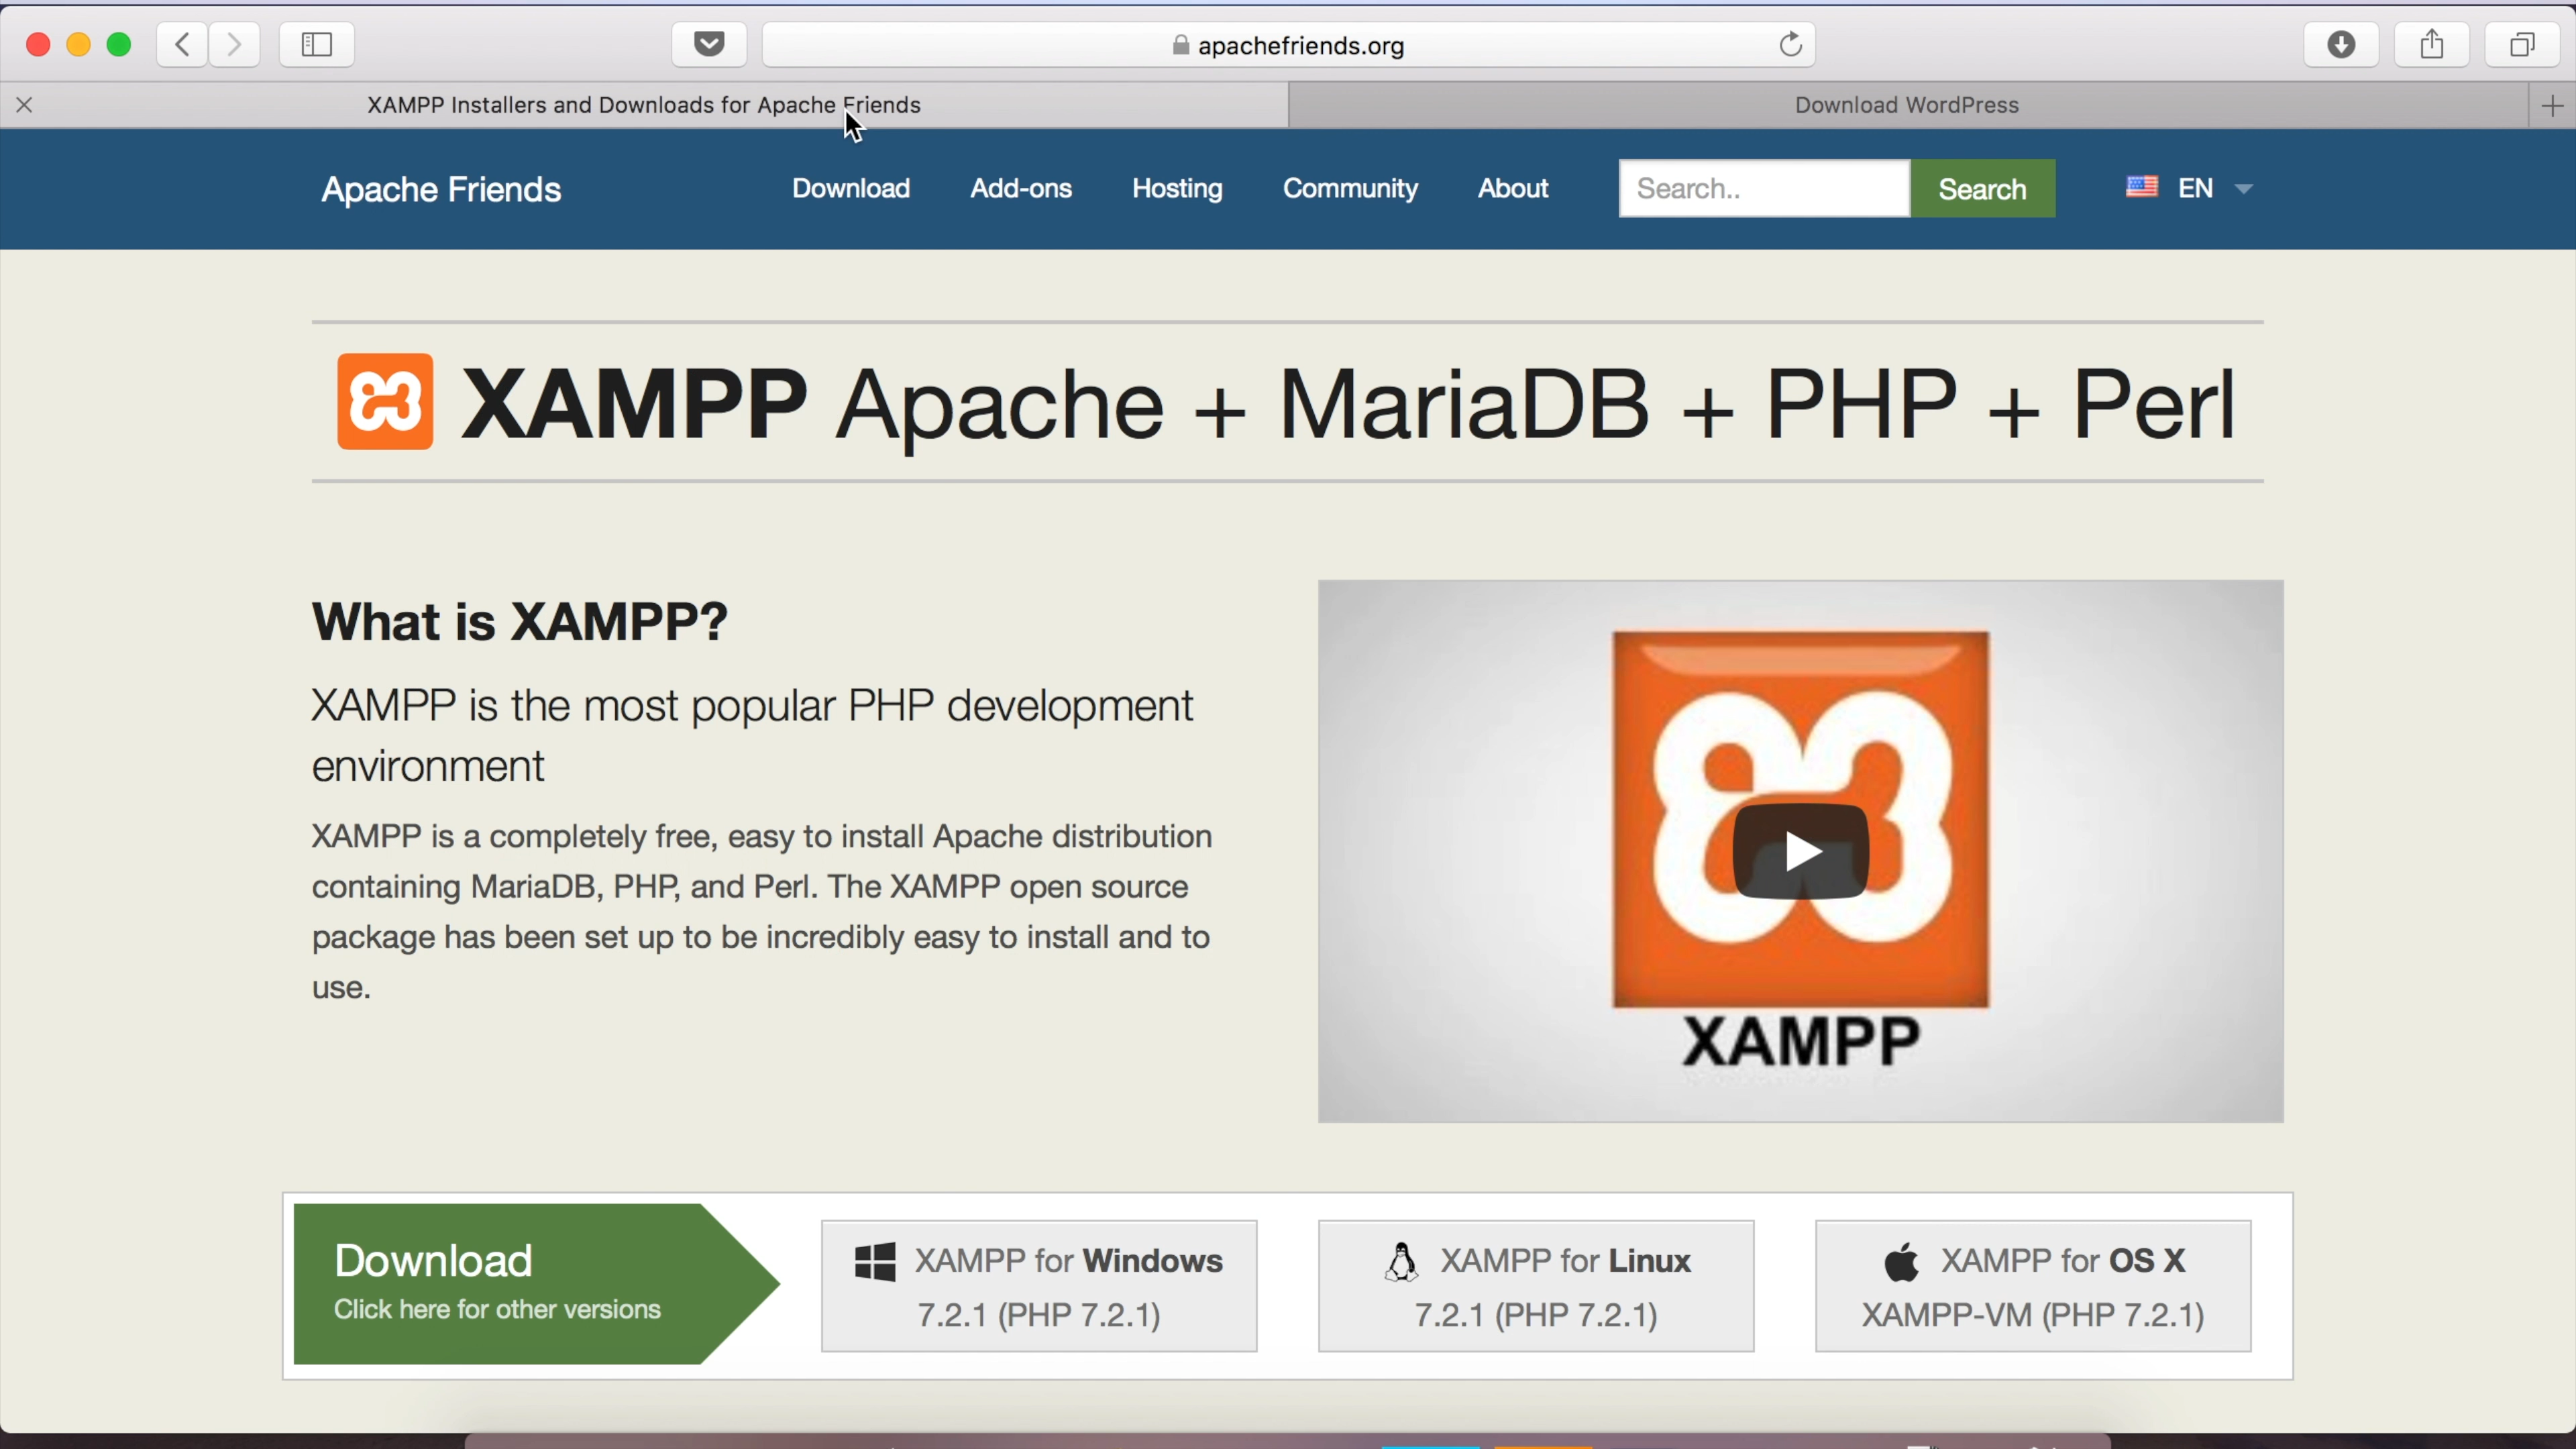 apachefriends.org
XAMPP Installers and Downloads for Apache Friends
Download WordPress
Apache Friends
Download
Add-ons
Hosting
Community
About
Search..
Search
EN
XAMPP Apache + MariaDB + PHP + Perl
What is XAMPP?
XAMPP is the most popular PHP development
environment
XAMPP is a completely free, easy to install Apache distribution
containing MariaDB, PHP, and Perl. The XAMPP open source
package has been set up to be incredibly easy to install and to
use.
XAMPP
Download
Click here for other versions
XAMPP for Windows
7.2.1 (PHP 7.2.1)
XAMPP for Linux
7.2.1 (PHP 7.2.1)
XAMPP for OS X
XAMPP-VM (PHP 7.2.1)